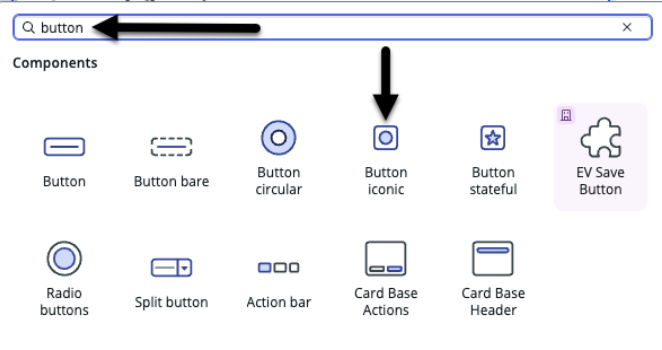 button
Components
Button
Button bare
Button
circular
Button
iconic
Button
stateful
EV Save
Button
Radio
buttons
Split button
Action bar
Card Base
Actions
Card Base
Header